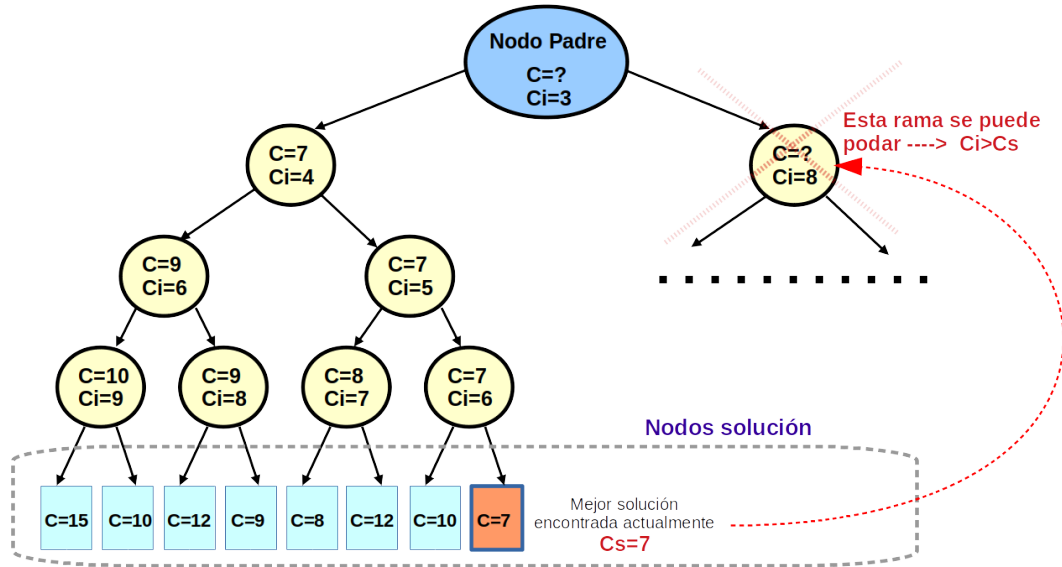 Nodo Padre
C=?
Ci=3
Esta rama se puede
podar ----> Ci>Cs
C=7
Ci=4
C=?
Ci=8
C=9
Ci=6
C=7
Ci=5
C=10
Ci=9
C=9
Ci=8
C=8
Ci=7
C=7
Ci=6
Nodos solución
C=15
C=10
C=12
C=9
C=8
C=12
C=10
C=7
Mejor solución
encontrada actualmente
Cs=7